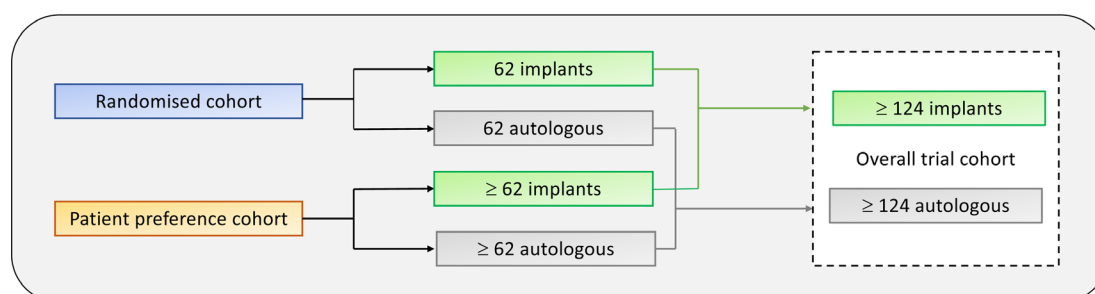 Randomised cohort
62 implants
62 autologous
Patient preference cohort
≥ 62 implants
≥ 62 autologous
≥ 124 implants
Overall trial cohort
≥ 124 autologous